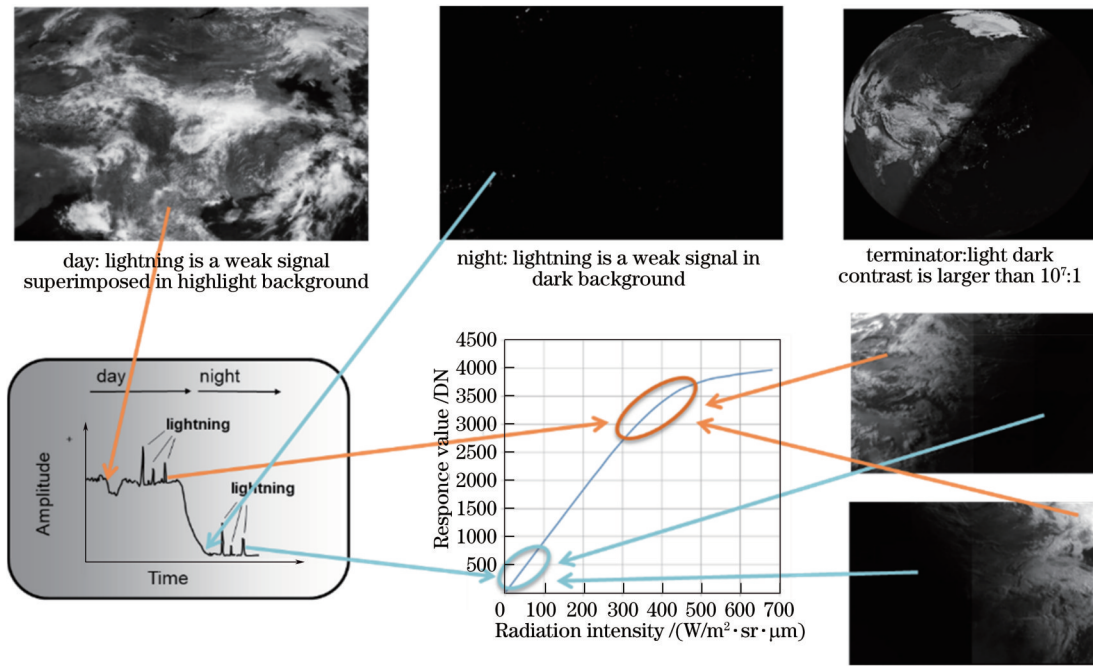 day: lightning is a weak signal
superimposed in highlight background
night: lightning is a weak signal in
dark background
terminator:light dark
contrast is larger than 10⁷:1
day
night
+
lightning
lightning
Amplitude
Time
4500
4000
3500
3000
2500
2000
1500
1000
500
0 100 200 300 400 500 600 700
Responce value /DN
Radiation intensity /(W/m²·sr·μm)